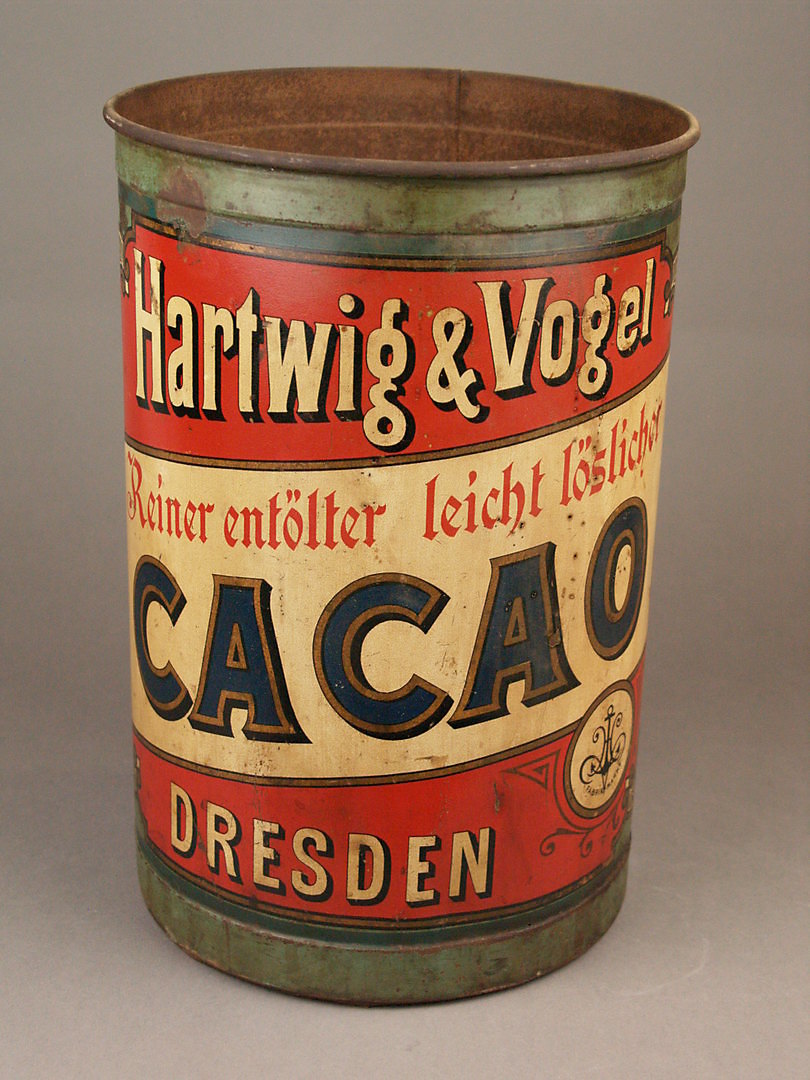 Hartwig & Vogel
Reiner entölter leicht löslicher
CACAO
DRESDEN